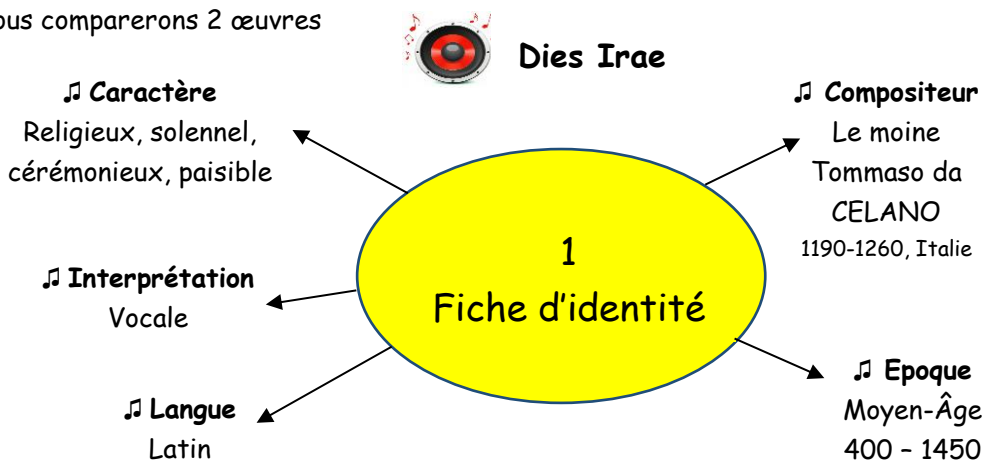 ous comparerons 2 œuvres
Dies Irae
♫ Caractère
Religieux, solennel,
cérémonieux, paisible
♫ Compositeur
Le moine
Tommaso da
CELANO
1190-1260, Italie
1
Fiche d'identité
♫ Interprétation
Vocale
♫ Langue
Latin
♫ Epoque
Moyen-Âge
400 – 1450